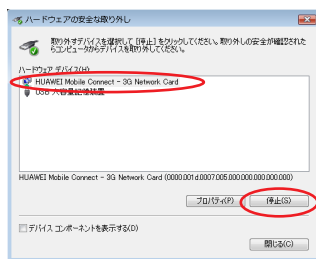 ハードウェアの安全な取り外し
取り外すデバイスを選択して [停止] をクリックしてください。取り外しの安全が確認された
らコンピュータからデバイスを取り外してください。
ハードウェア デバイス(H)
HUAWEI Mobile Connect - 3G Network Card
USB 大容量記憶装置
HUAWEI Mobile Connect - 3G Network Card (0000.001d.0007.005.000.000.000.000.000)
プロパティ(P)
停止(S)
デバイス コンポーネントを表示する(D)
閉じる(C)